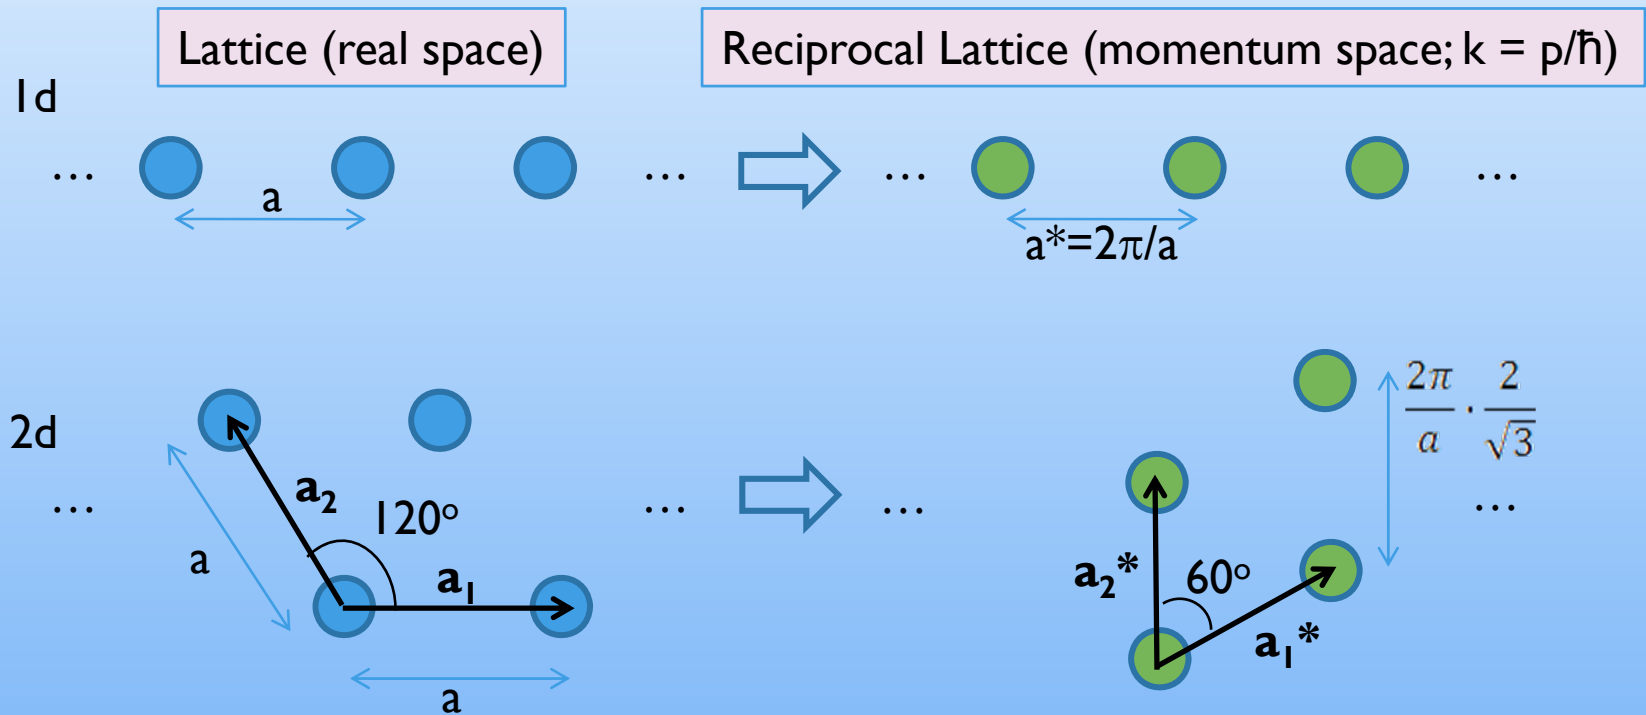 Lattice (real space)
Reciprocal Lattice (momentum space; k = p/ħ)
1d
... ... ... ...
a
a*=2π/a
2d
2π/a · 2/√3
a₂
120°
... ... ... ...
a
a₁
a₂*
60°
a₁*
a